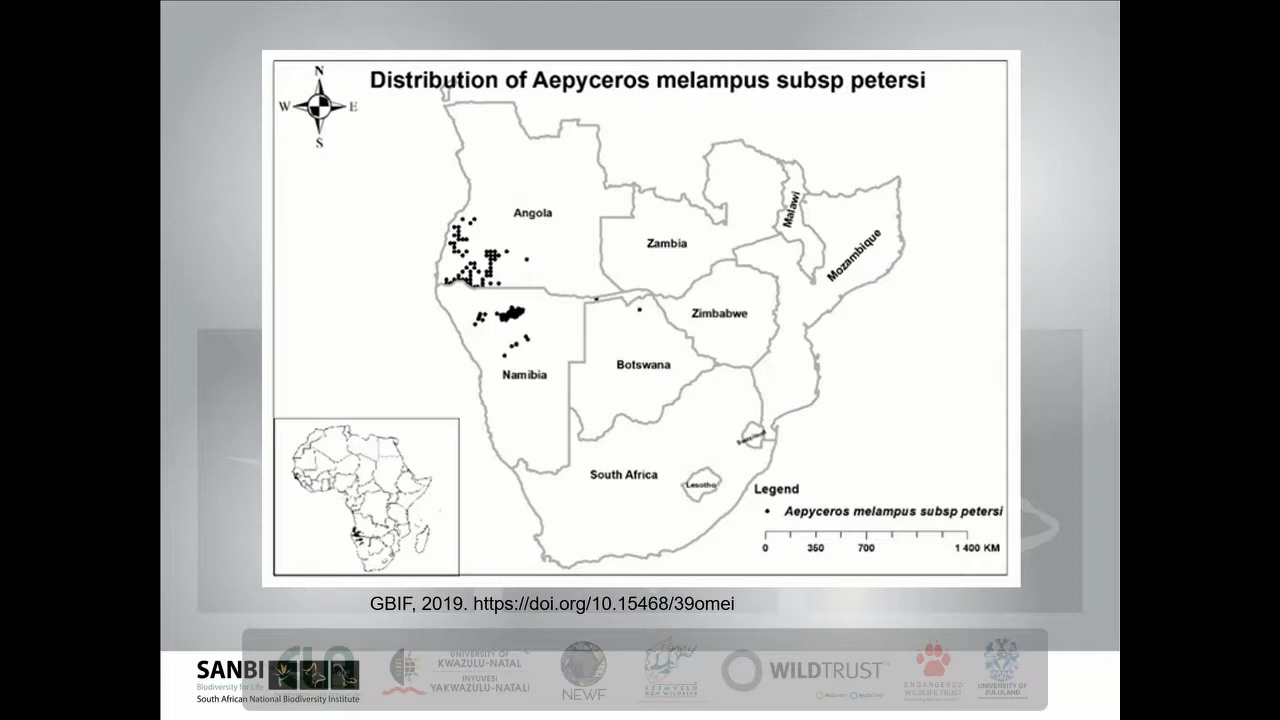 Distribution of Aepyceros melampus subsp petersi
N
W
E
S
Angola
Zambia
Malawi
Mozambique
Zimbabwe
Namibia
Botswana
South Africa
Lesotho
Legend
Aepyceros melampus subsp petersi
0 350 700 1 400 KM
GBIF, 2019. https://doi.org/10.15468/39omei
SANBI
Biodiversity for Life
South African National Biodiversity Institute
UNIVERSITY OF
KWAZULU-NATAL
INYUVESI
YAKWAZULU-NATALI
NEWF
EZEMVELO
KZN WILDLIFE
WILDTRUST
ENDANGERED
WILDLIFE TRUST
UNIVERSITY OF
ZULULAND